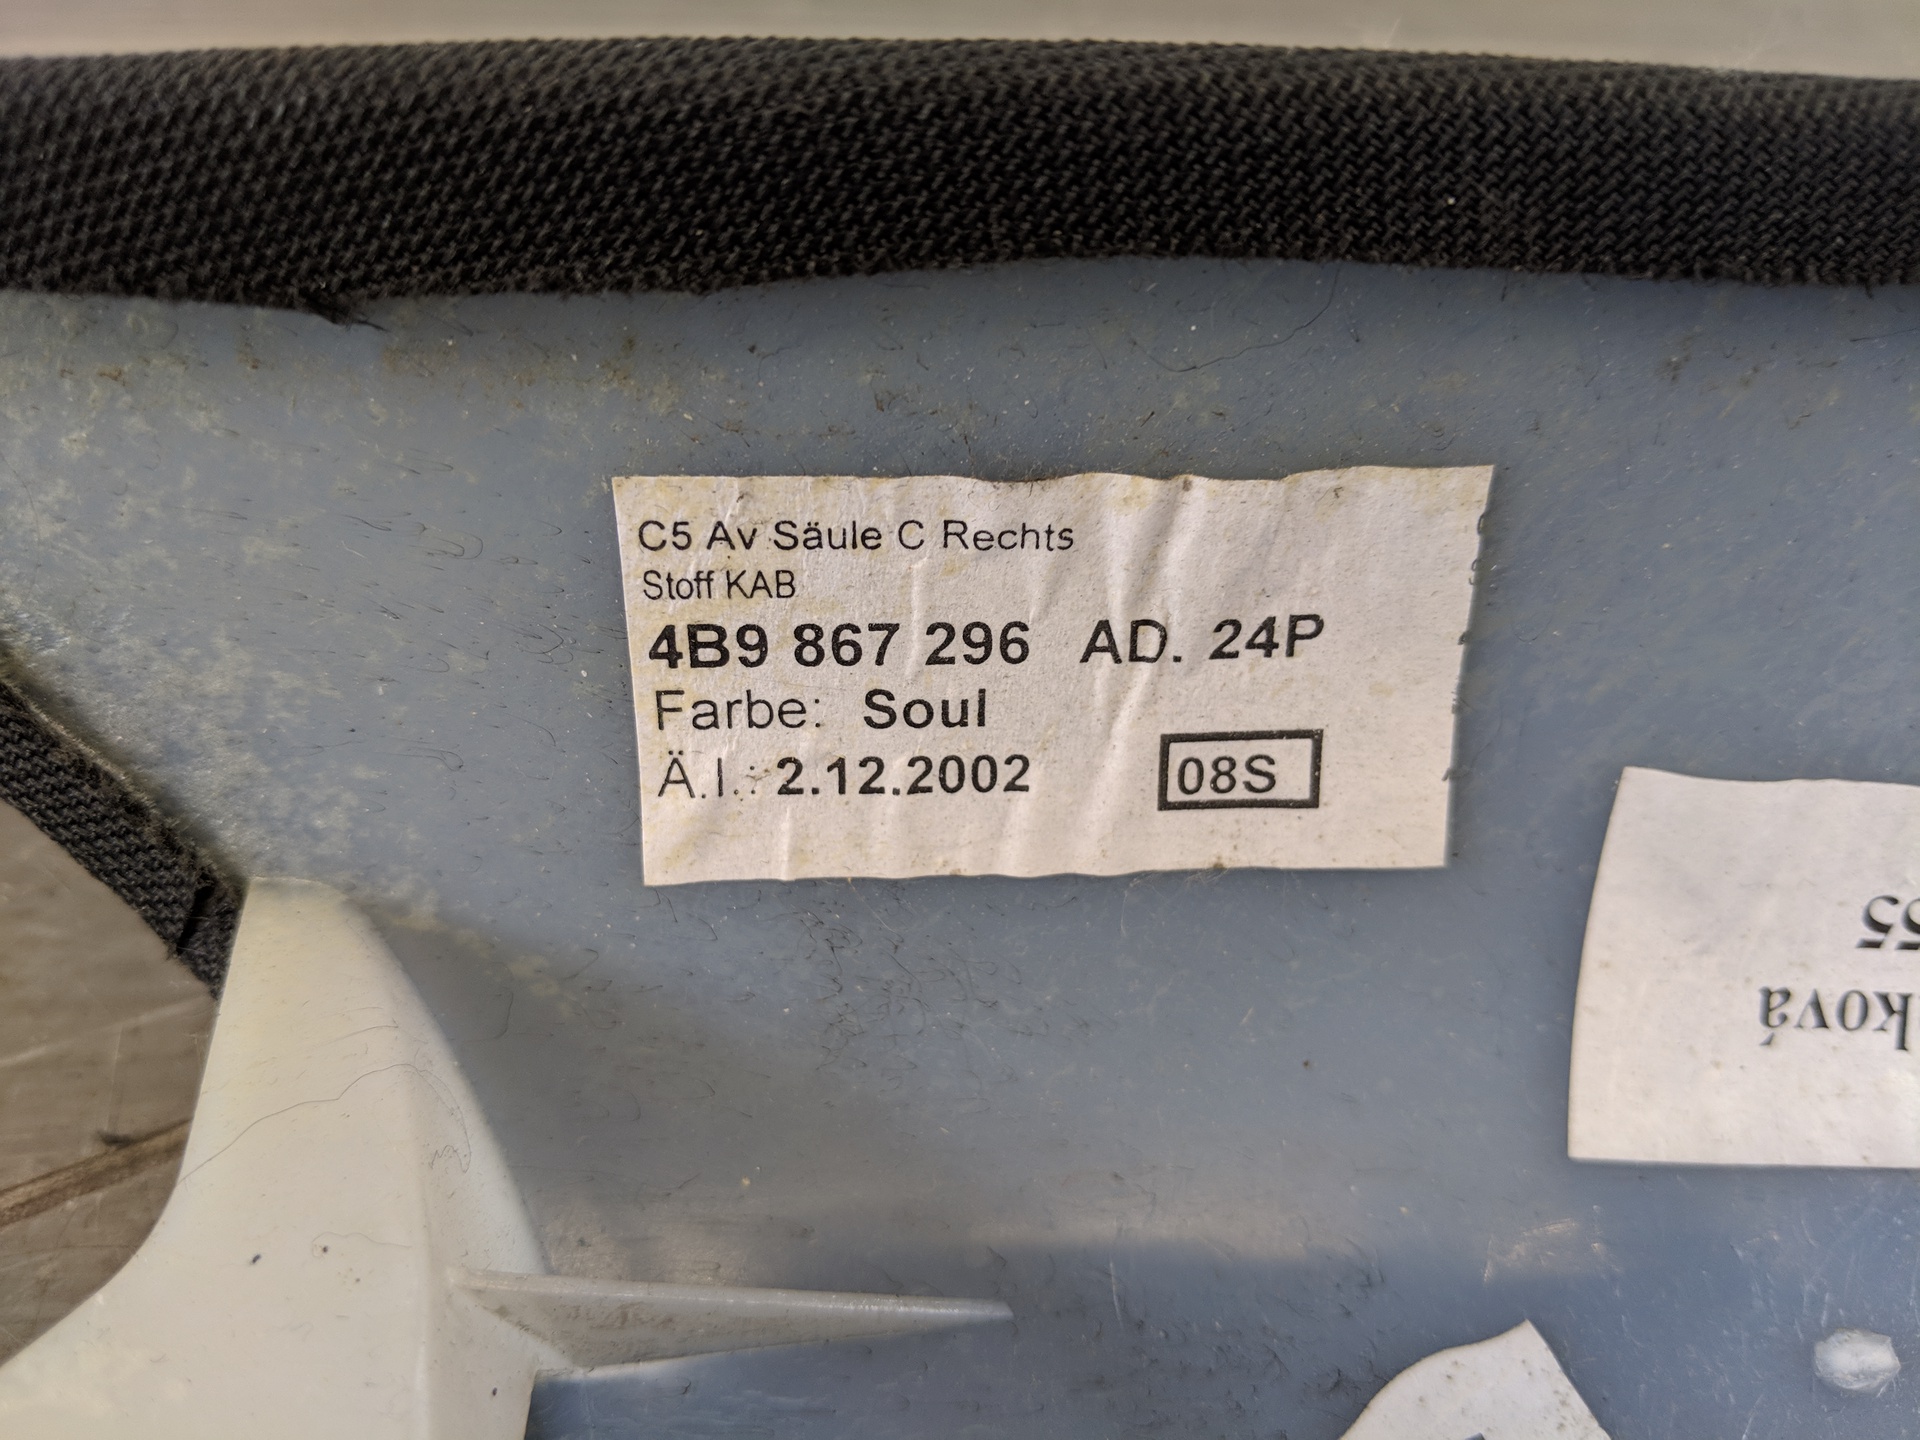 C5 Av Säule C Rechts
Stoff KAB
4B9 867 296 AD. 24P
Farbe: Soul
Ä.I.: 2.12.2002
08S